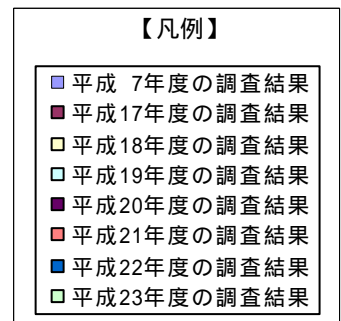 【凡例】
平成 7年度の調査結果
平成17年度の調査結果
平成18年度の調査結果
平成19年度の調査結果
平成20年度の調査結果
平成21年度の調査結果
平成22年度の調査結果
平成23年度の調査結果